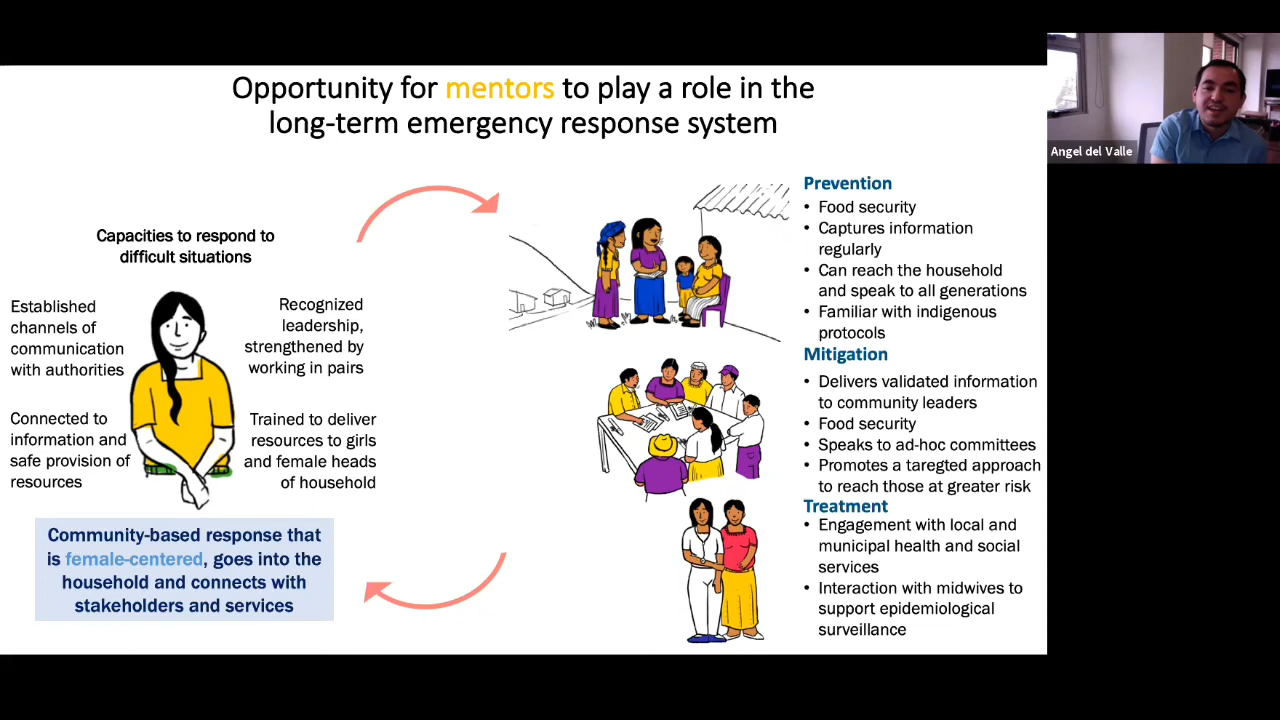 Opportunity for mentors to play a role in the
long-term emergency response system
Angel del Valle
Capacities to respond to
difficult situations
Established
channels of
communication
with authorities
Recognized
leadership,
strengthened by
working in pairs
Connected to
information and
safe provision of
resources
Trained to deliver
resources to girls
and female heads
of household
Community-based response that
is female-centered, goes into the
household and connects with
stakeholders and services
Prevention
• Food security
• Captures information
regularly
• Can reach the household
and speak to all generations
• Familiar with indigenous
protocols
Mitigation
• Delivers validated information
to community leaders
• Food security
• Speaks to ad-hoc committees
• Promotes a taregted approach
to reach those at greater risk
Treatment
• Engagement with local and
municipal health and social
services
• Interaction with midwives to
support epidemiological
surveillance